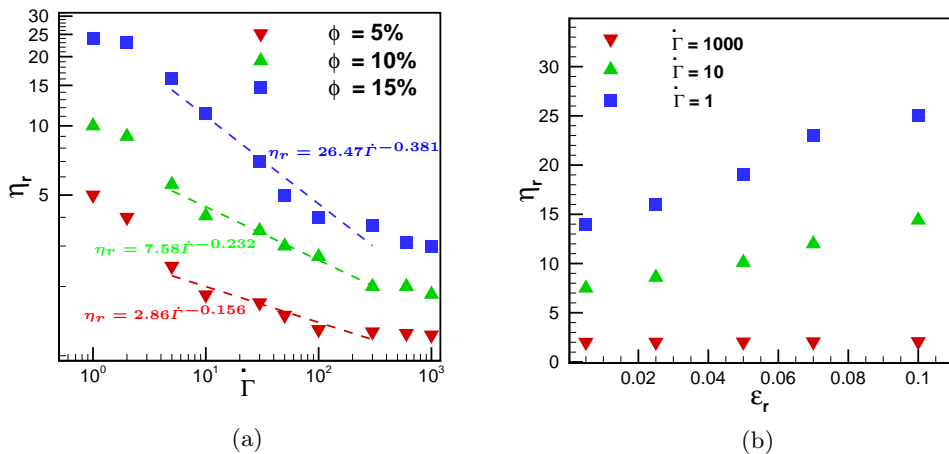 30
25
20
15
10
5
η_r
ϕ = 5%
ϕ = 10%
ϕ = 15%
η_r = 26.47Γ̇^−0.381
η_r = 7.58Γ̇^−0.232
η_r = 2.86Γ̇^−0.156
10^0 10^1 10^2 10^3
Γ̇
(a)
Γ̇ = 1000
Γ̇ = 10
Γ̇ = 1
30
25
20
15
10
5
0
η_r
0.02 0.04 0.06 0.08 0.1
ε_r
(b)